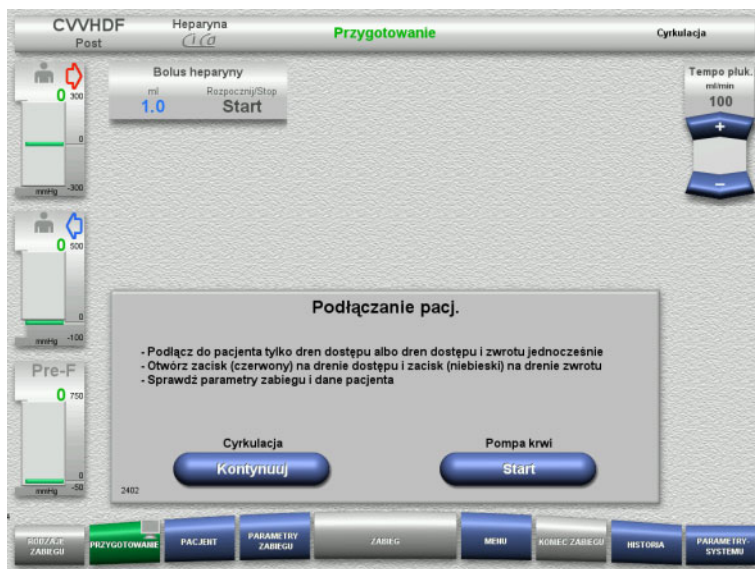 CVVHDF
Post
Heparyna
CiCa
Przygotowanie
Cyrkulacja
0
300
0
mmHg
-300
Bolus heparyny
ml
Rozpocznij/Stop
1.0
Start
Tempo płuk.
ml/min
100
+
–
0
500
0
mmHg
-100
Pre-F
0
750
0
mmHg
-50
Podłączanie pacj.
- Podłącz do pacjenta tylko dren dostępu albo dren dostępu i zwrotu jednocześnie
- Otwórz zacisk (czerwony) na drenie dostępu i zacisk (niebieski) na drenie zwrotu
- Sprawdź parametry zabiegu i dane pacjenta
Cyrkulacja
Pompa krwi
Kontynuuj
Start
2402
RODZAJE
ZABIEGU
PRZYGOTOWANIE
PACJENT
PARAMETRY
ZABIEGU
ZABIEG
MENU
KONIEC ZABIEGU
HISTORIA
PARAMETRY-
SYSTEMU